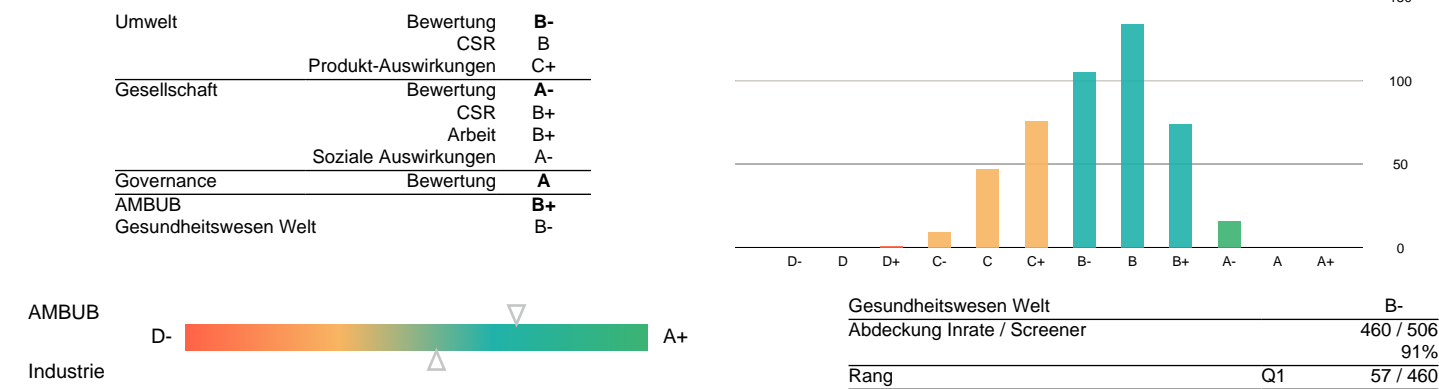 Umwelt Bewertung B-
CSR B
Produkt-Auswirkungen C+
Gesellschaft Bewertung A-
CSR B+
Arbeit B+
Soziale Auswirkungen A-
Governance Bewertung A
AMBUB B+
Gesundheitswesen Welt B-
100
50
0
D- D D+ C- C C+ B- B B+ A- A A+
AMBUB
D- A+
Industrie
Gesundheitswesen Welt B-
Abdeckung Inrate / Screener 460 / 506
91%
Rang Q1 57 / 460